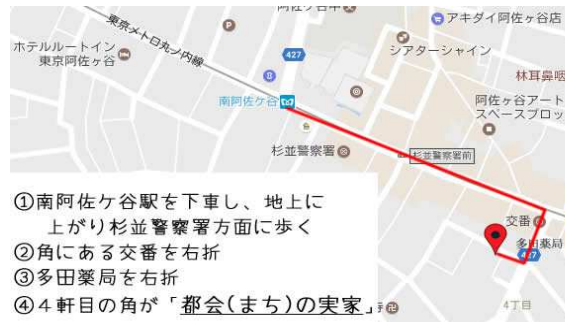 阿佐ケ谷中
アキダイ阿佐ヶ谷店
東京メトロ丸ノ内線
427
シアターシャイン
ホテルルートイン
東京阿佐ヶ谷
林耳鼻咽
南阿佐ケ谷
阿佐ヶ谷アート
スペースブロッ
杉並警察署
杉並警察署前
交番
多田薬局
427
4丁目
①南阿佐ケ谷駅を下車し、地上に
上がり杉並警察署方面に歩く
②角にある交番を右折
③多田薬局を右折
④4軒目の角が「都会(まち)の実家」